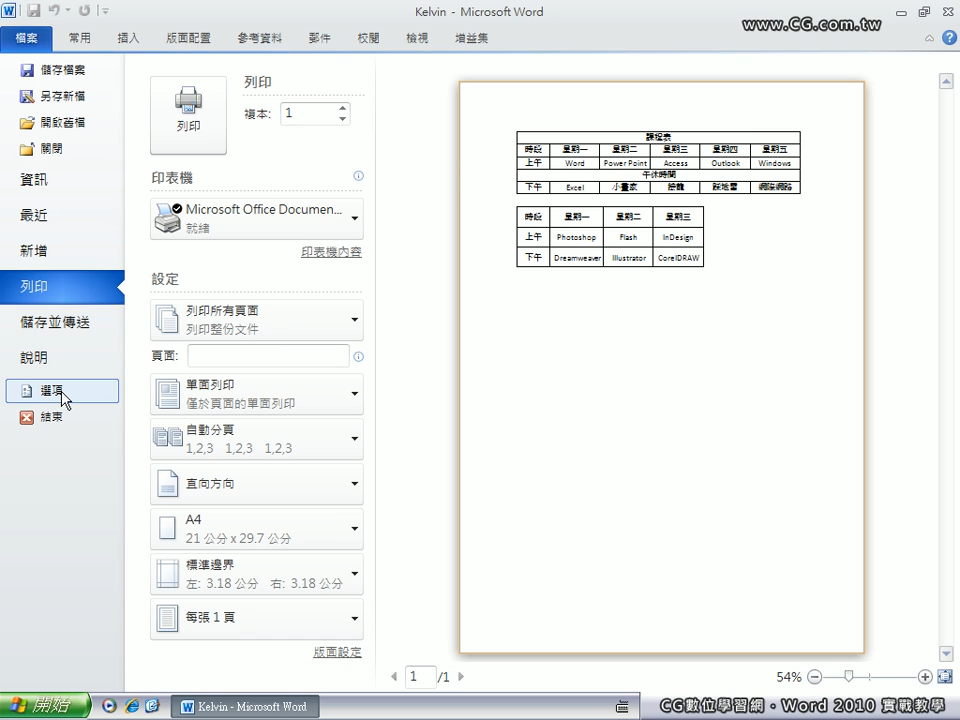 Kelvin - Microsoft Word
www.CG.com.tw
檔案 常用 插入 版面配置 參考資料 郵件 校閱 檢視 增益集
儲存檔案
另存新檔
開啟舊檔
關閉
資訊
最近
新增
列印
儲存並傳送
說明
選項
結束
列印
列印
複本: 1
印表機
Microsoft Office Documen...
就緒
印表機內容
設定
列印所有頁面
列印整份文件
頁面:
單面列印
僅於頁面的單面列印
自動分頁
1,2,3 1,2,3 1,2,3
直向方向
A4
21 公分 x 29.7 公分
標準邊界
左: 3.18 公分 右: 3.18 公分
每張 1 頁
版面設定
課程表
時段 星期一 星期二 星期三 星期四 星期五
上午 Word Power Point Access Outlook Windows
午休時間
下午 Excel 小畫家 接龍 踩地雷 網際網路
時段 星期一 星期二 星期三
上午 Photoshop Flash InDesign
下午 Dreamweaver Illustrator CorelDRAW
1 /1
54%
開始
Kelvin - Microsoft Word
CG數位學習網・Word 2010 實戰教學